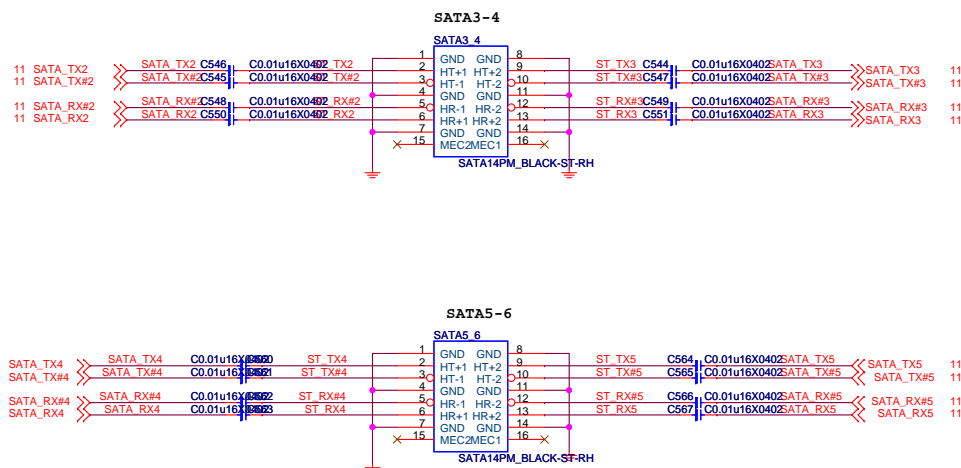 SATA3-4
SATA3_4
1 GND GND 8
11 SATA_TX2 SATA_TX2 C546 C0.01u16X0402 ST_TX2 2 HT+1 HT+2 9 ST_TX3 C544 C0.01u16X0402 SATA_TX3 SATA_TX3 11
11 SATA_TX#2 SATA_TX#2 C545 C0.01u16X0402 ST_TX#2 3 HT-1 HT-2 10 ST_TX#3 C547 C0.01u16X0402 SATA_TX#3 SATA_TX#3 11
4 GND GND 11
11 SATA_RX#2 SATA_RX#2 C548 C0.01u16X0402 ST_RX#2 5 HR-1 HR-2 12 ST_RX#3 C549 C0.01u16X0402 SATA_RX#3 SATA_RX#3 11
11 SATA_RX2 SATA_RX2 C550 C0.01u16X0402 ST_RX2 6 HR+1 HR+2 13 ST_RX3 C551 C0.01u16X0402 SATA_RX3 SATA_RX3 11
7 GND GND 14
15 MEC2 MEC1 16
SATA14PM_BLACK-ST-RH
SATA5-6
SATA5_6
1 GND GND 8
SATA_TX4 SATA_TX4 C0.01u16X0402 ST_TX4 2 HT+1 HT+2 9 ST_TX5 C564 C0.01u16X0402 SATA_TX5 SATA_TX5 11
SATA_TX#4 SATA_TX#4 C0.01u16X0402 ST_TX#4 3 HT-1 HT-2 10 ST_TX#5 C565 C0.01u16X0402 SATA_TX#5 SATA_TX#5 11
4 GND GND 11
SATA_RX#4 SATA_RX#4 C0.01u16X0402 ST_RX#4 5 HR-1 HR-2 12 ST_RX#5 C566 C0.01u16X0402 SATA_RX#5 SATA_RX#5 11
SATA_RX4 SATA_RX4 C0.01u16X0402 ST_RX4 6 HR+1 HR+2 13 ST_RX5 C567 C0.01u16X0402 SATA_RX5 SATA_RX5 11
7 GND GND 14
15 MEC2 MEC1 16
SATA14PM_BLACK-ST-RH